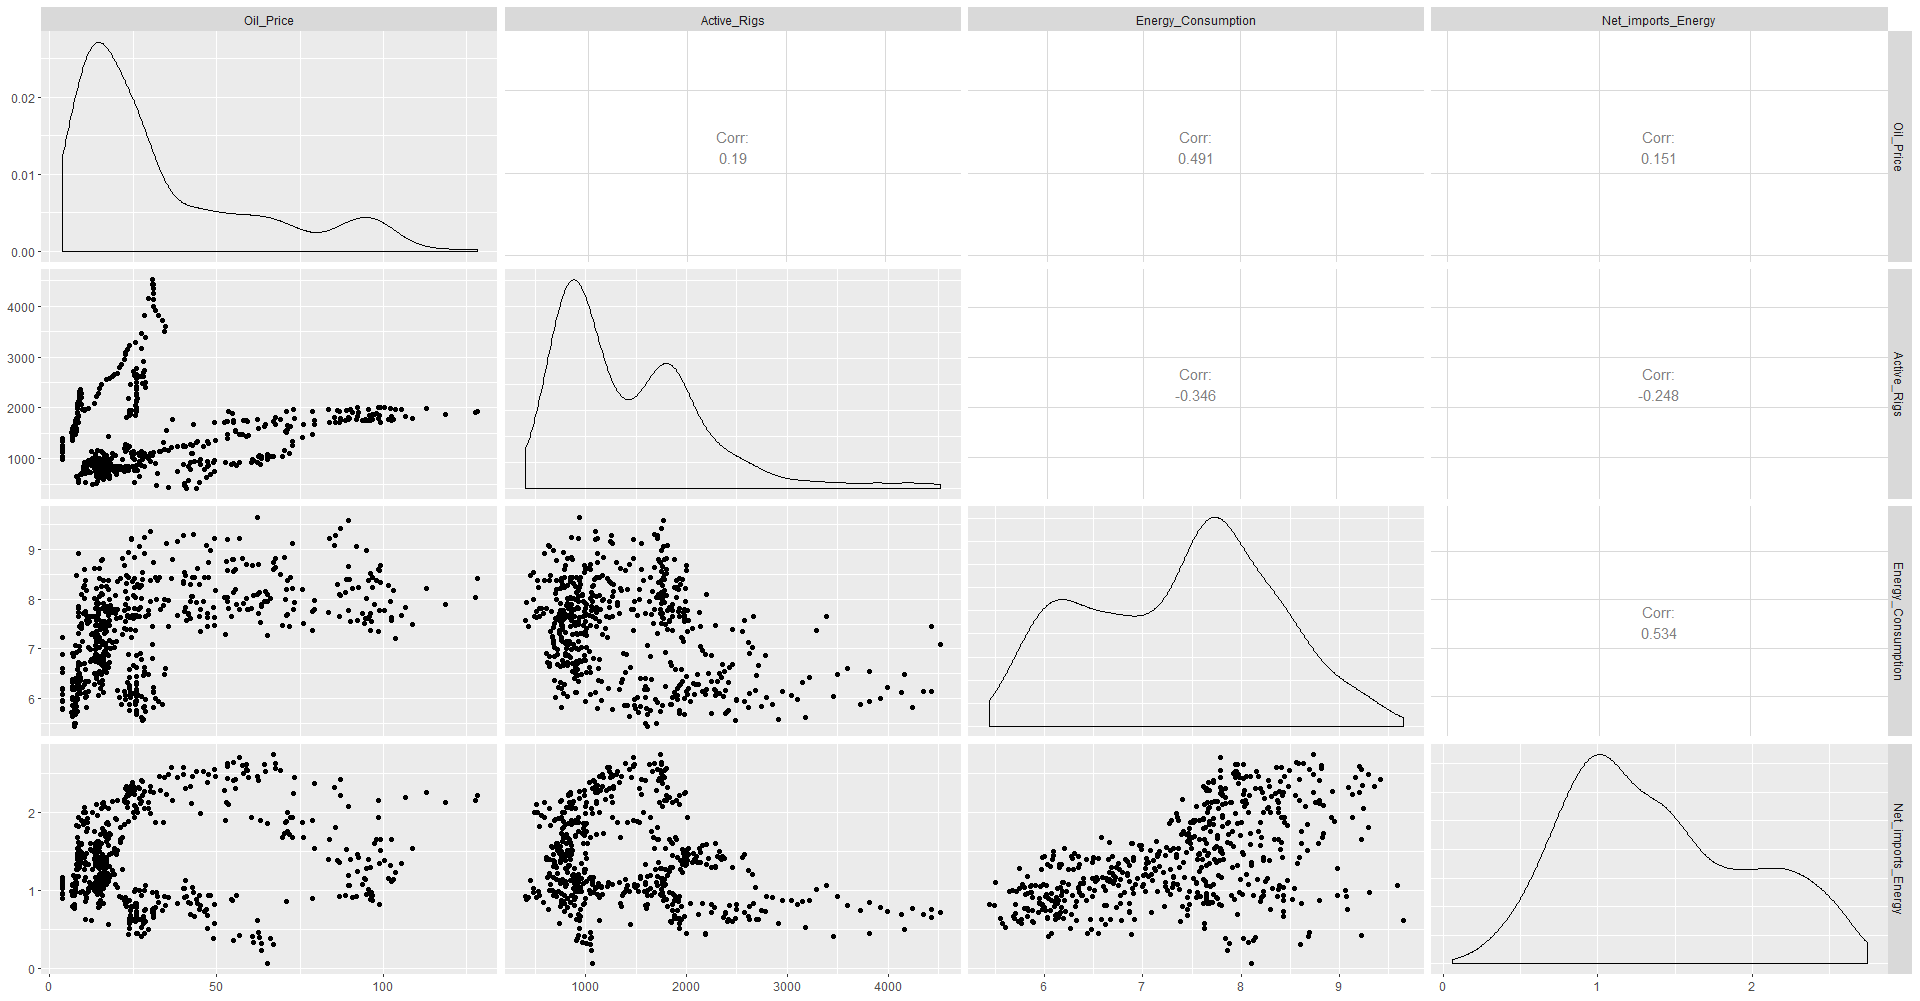 Oil_Price
Active_Rigs
Energy_Consumption
Net_imports_Energy
0.02
0.01
0.00
Corr:
0.19
Corr:
0.491
Corr:
0.151
Oil_Price
4000
3000
2000
1000
Corr:
-0.346
Corr:
-0.248
Active_Rigs
9
8
7
6
Corr:
0.534
Energy_Consumption
2
1
0
Net_imports_Energy
0
50
100
1000
2000
3000
4000
6
7
8
9
0
1
2